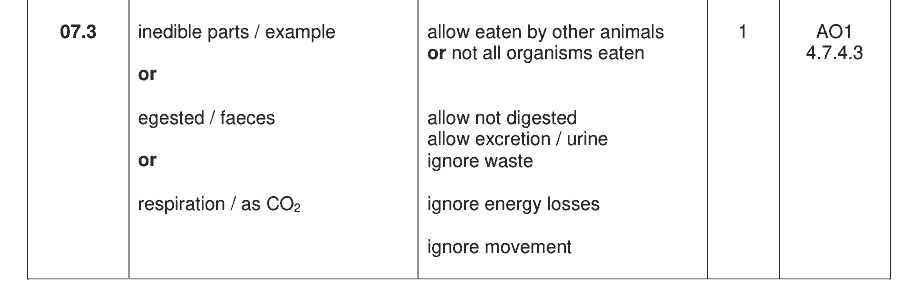 07.3 inedible parts / example allow eaten by other animals 1 AO1
or not all organisms eaten 4.7.4.3
or
egested / faeces allow not digested
allow excretion / urine
or ignore waste
respiration / as CO₂ ignore energy losses
ignore movement